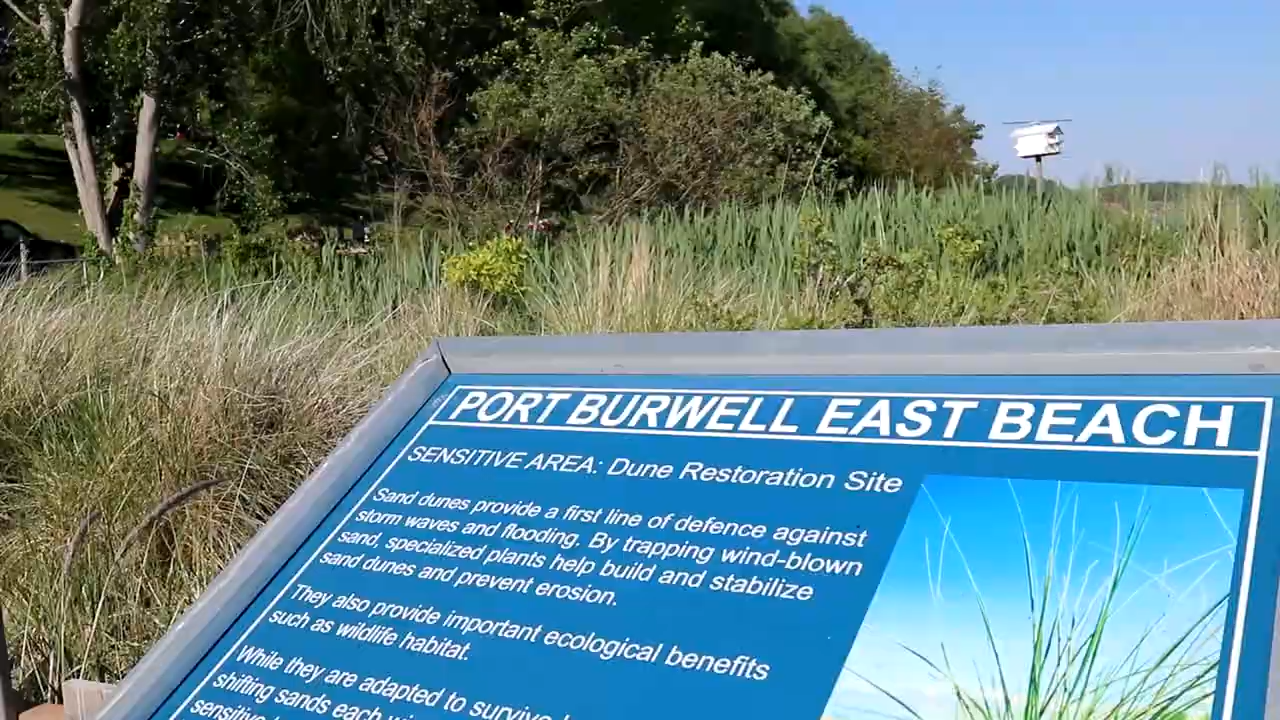 PORT BURWELL EAST BEACH
SENSITIVE AREA: Dune Restoration Site
Sand dunes provide a first line of defence against
storm waves and flooding. By trapping wind-blown
sand, specialized plants help build and stabilize
sand dunes and prevent erosion.
They also provide important ecological benefits
such as wildlife habitat.
While they are adapted to survive
shifting sands each
sensitive